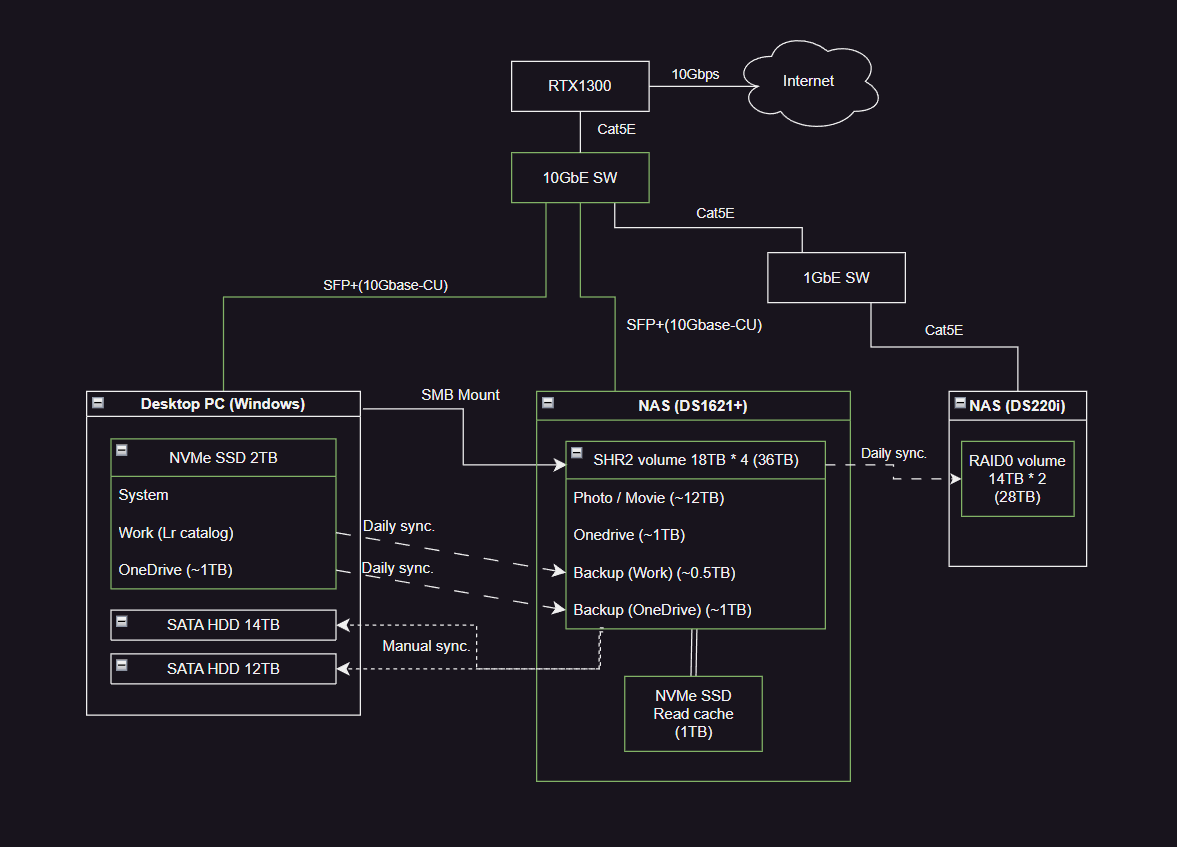 RTX1300
10Gbps
Internet
Cat5E
10GbE SW
Cat5E
1GbE SW
SFP+(10Gbase-CU)
SFP+(10Gbase-CU)
Cat5E
Desktop PC (Windows)
NVMe SSD 2TB
System
Work (Lr catalog)
OneDrive (~1TB)
SATA HDD 14TB
SATA HDD 12TB
SMB Mount
Daily sync.
Daily sync.
Manual sync.
NAS (DS1621+)
SHR2 volume 18TB * 4 (36TB)
Photo / Movie (~12TB)
Onedrive (~1TB)
Backup (Work) (~0.5TB)
Backup (OneDrive) (~1TB)
NVMe SSD
Read cache
(1TB)
Daily sync.
NAS (DS220i)
RAID0 volume
14TB * 2
(28TB)